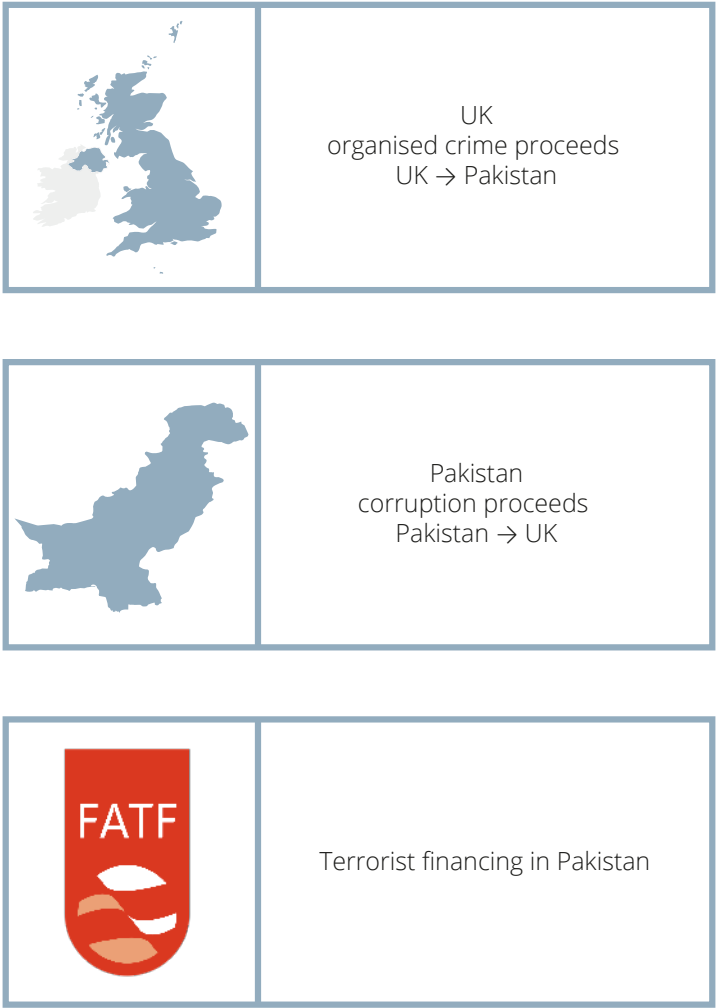 UK
organised crime proceeds
UK → Pakistan
Pakistan
corruption proceeds
Pakistan → UK
FATF
Terrorist financing in Pakistan